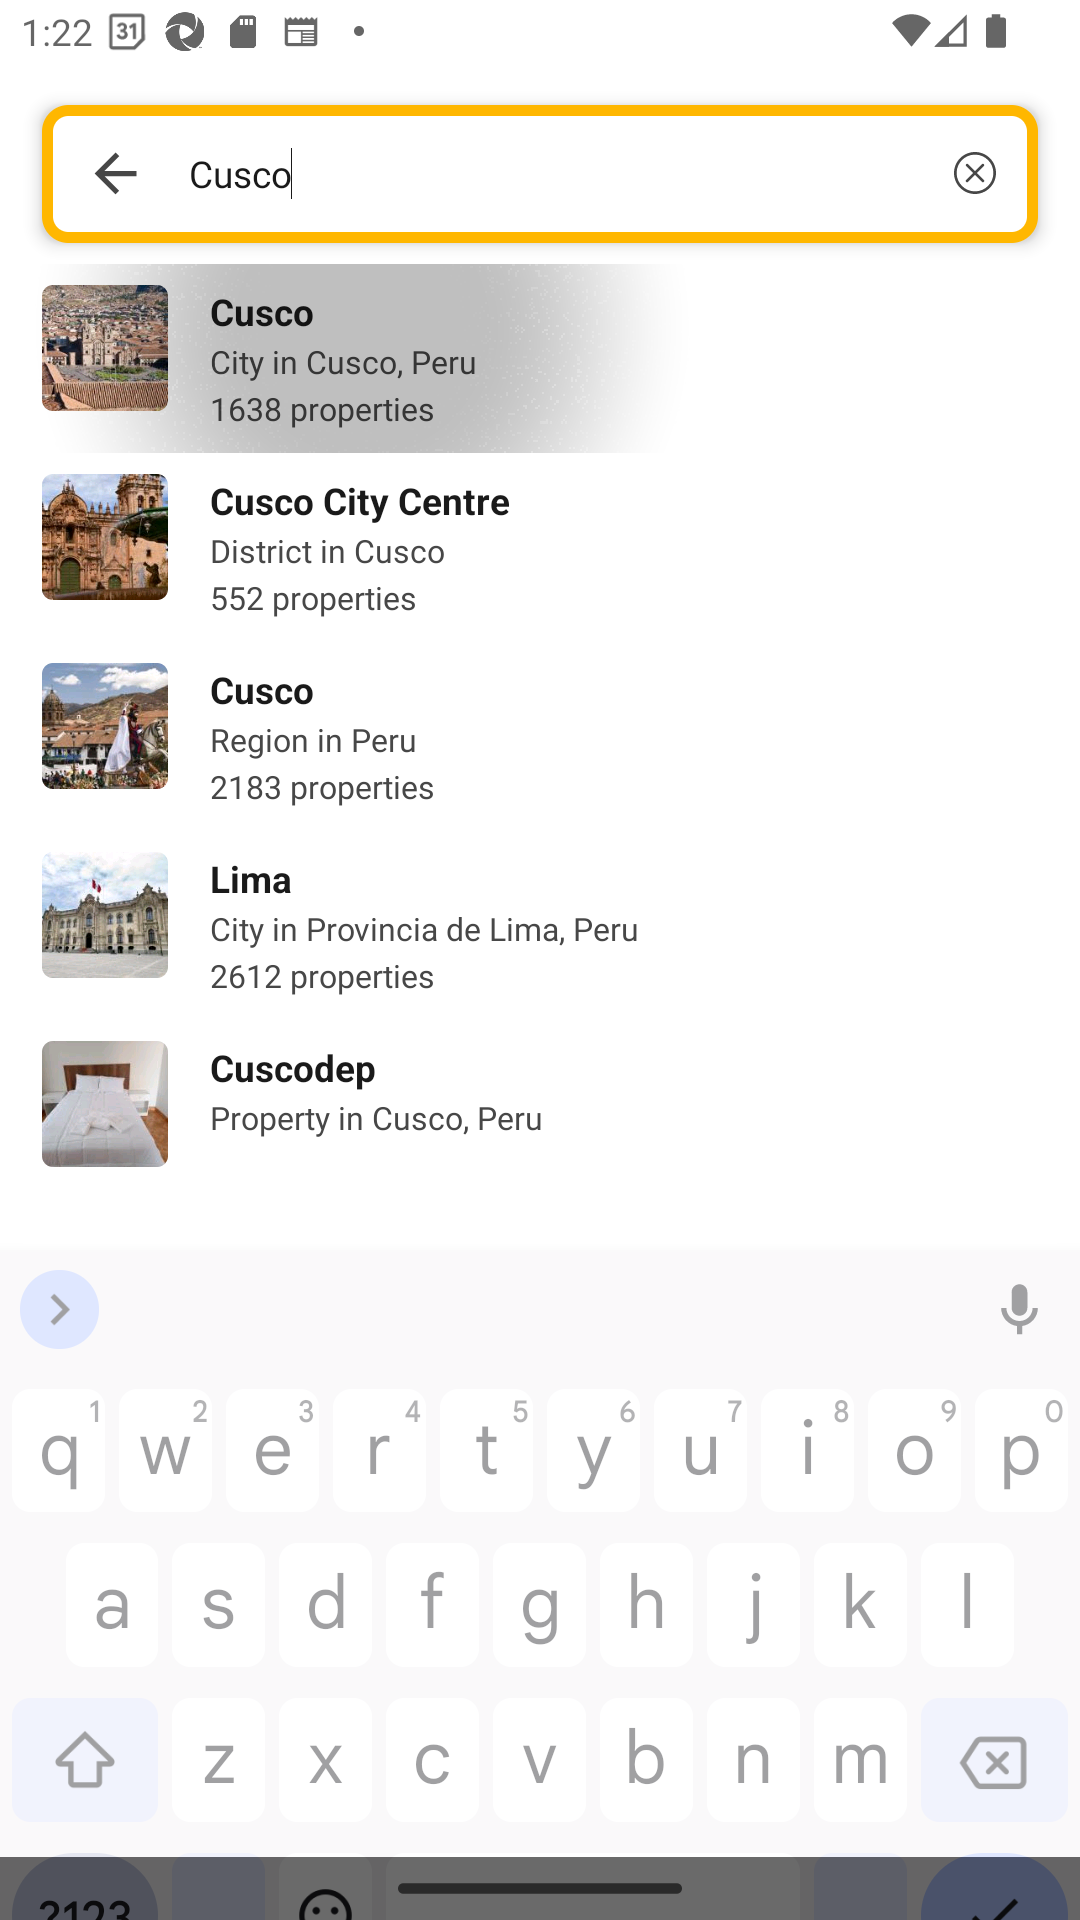 1:22 31
Cusco
Cusco
City in Cusco, Peru
1638 properties
Cusco City Centre
District in Cusco
552 properties
Cusco
Region in Peru
2183 properties
Lima
City in Provincia de Lima, Peru
2612 properties
Cuscodep
Property in Cusco, Peru
1 2 3 4 5 6 7 8 9 0
q w e r t y u i o p
a s d f g h j k l
z x c v b n m
?123